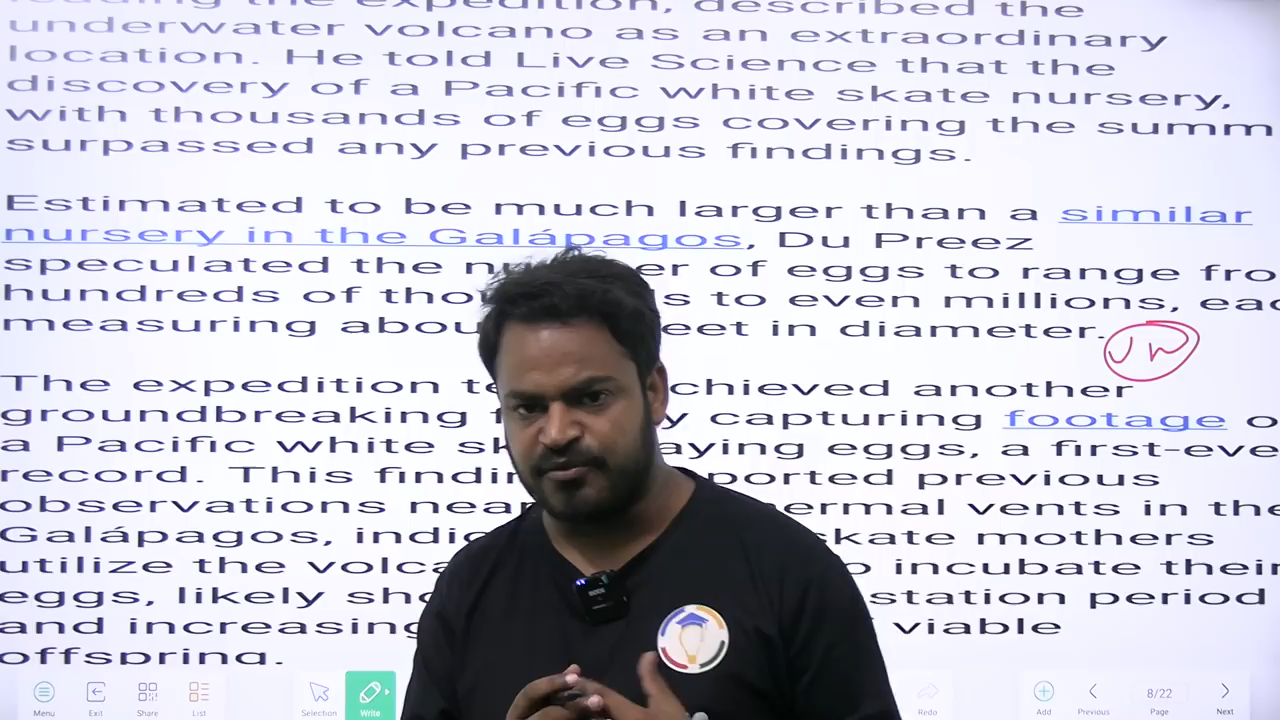 leading the expedition, described the
underwater volcano as an extraordinary
location. He told Live Science that the
discovery of a Pacific white skate nursery,
with thousands of eggs covering the summ
surpassed any previous findings.
Estimated to be much larger than a similar
nursery in the Galápagos, Du Preez
speculated the n er of eggs to range fro
hundreds of tho s to even millions, eac
measuring abou eet in diameter.
The expedition te chieved another
groundbreaking f y capturing footage o
a Pacific white sk aying eggs, a first-eve
record. This findin ported previous
observations near ermal vents in the
Galápagos, indic skate mothers
utilize the volca o incubate their
eggs, likely sho station period
and increasing viable
offspring.
Menu Exit Share List Selection Write Redo Add Previous 8/22 Page Next